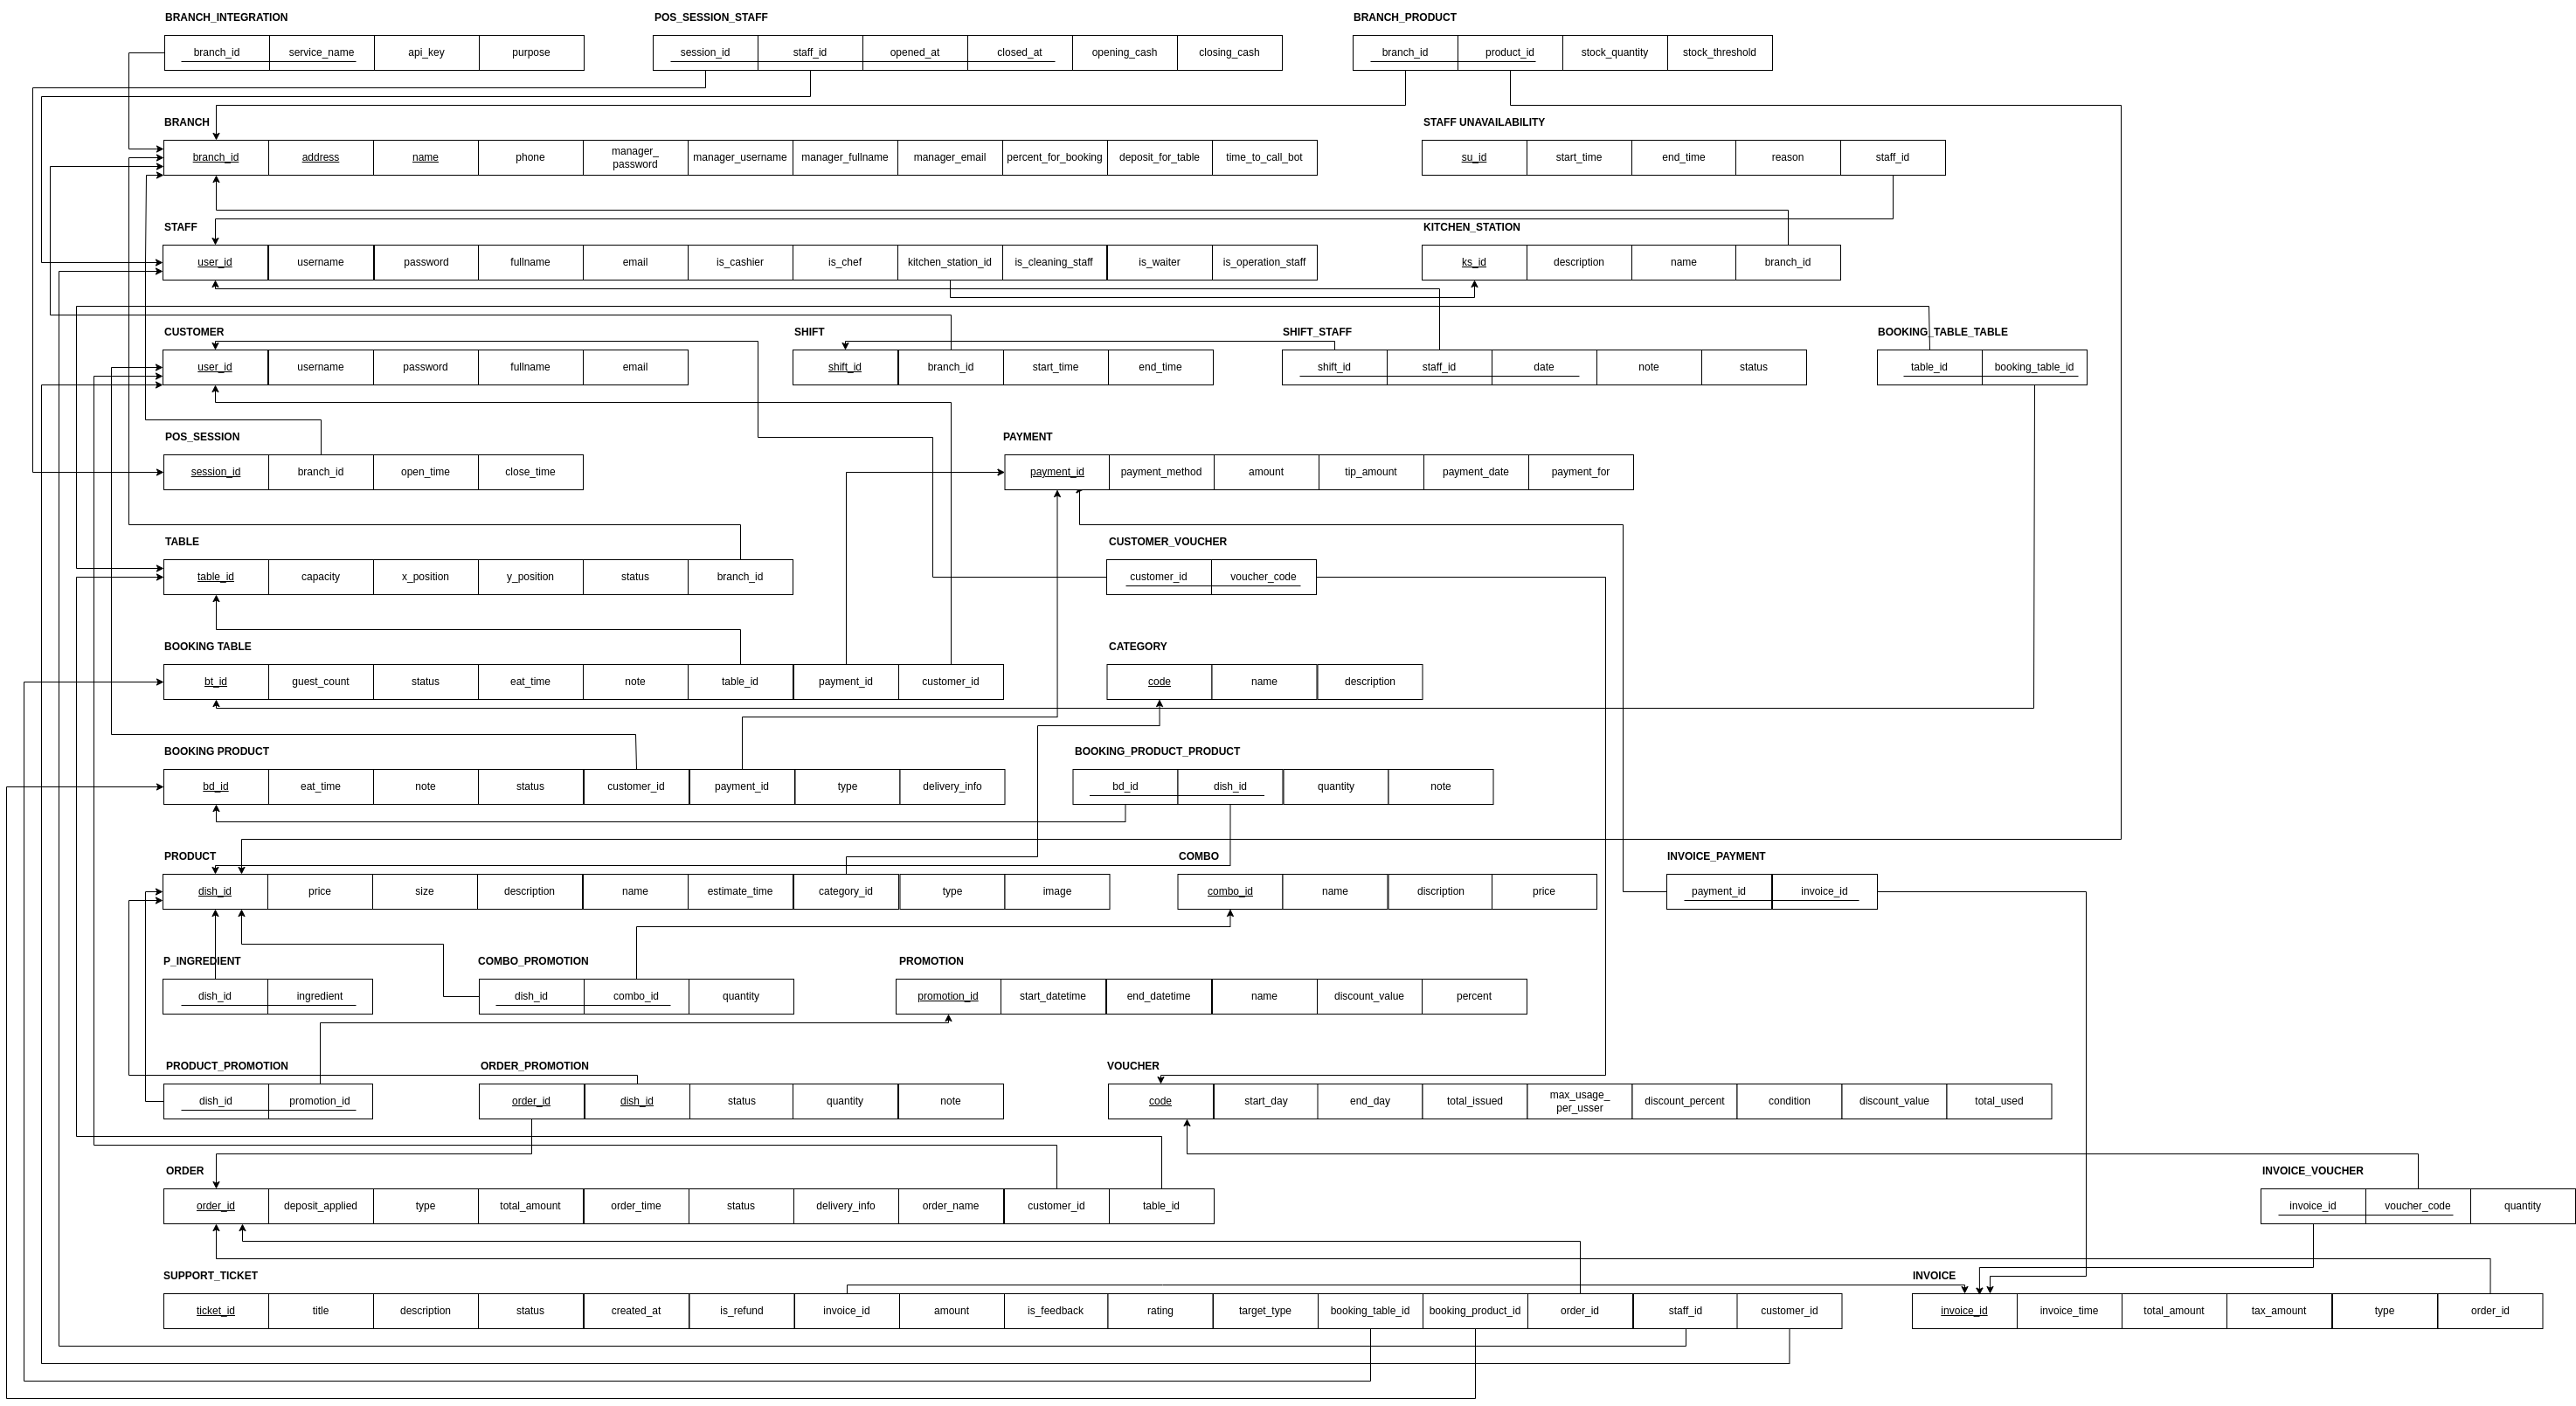 BRANCH_INTEGRATION POS_SESSION_STAFF BRANCH_PRODUCT
branch_id service_name api_key purpose session_id staff_id opened_at closed_at opening_cash closing_cash branch_id product_id stock_quantity stock_threshold
BRANCH STAFF UNAVAILABILITY
branch_id address name phone manager_ password manager_username manager_fullname manager_email percent_for_booking deposit_for_table time_to_call_bot su_id start_time end_time reason staff_id
STAFF KITCHEN_STATION
user_id username password fullname email is_cashier is_chef kitchen_station_id is_cleaning_staff is_waiter is_operation_staff ks_id description name branch_id
CUSTOMER SHIFT SHIFT_STAFF BOOKING_TABLE_TABLE
user_id username password fullname email shift_id branch_id start_time end_time shift_id staff_id date note status table_id booking_table_id
POS_SESSION PAYMENT
session_id branch_id open_time close_time payment_id payment_method amount tip_amount payment_date payment_for
TABLE CUSTOMER_VOUCHER
table_id capacity x_position y_position status branch_id customer_id voucher_code
BOOKING TABLE CATEGORY
bt_id guest_count status eat_time note table_id payment_id customer_id code name description
BOOKING PRODUCT BOOKING_PRODUCT_PRODUCT
bd_id eat_time note status customer_id payment_id type delivery_info bd_id dish_id quantity note
PRODUCT COMBO INVOICE_PAYMENT
dish_id price size description name estimate_time category_id type image combo_id name discription price payment_id invoice_id
P_INGREDIENT COMBO_PROMOTION PROMOTION
dish_id ingredient dish_id combo_id quantity promotion_id start_datetime end_datetime name discount_value percent
PRODUCT_PROMOTION ORDER_PROMOTION VOUCHER
dish_id promotion_id order_id dish_id status quantity note code start_day end_day total_issued max_usage_ per_usser discount_percent condition discount_value total_used
ORDER INVOICE_VOUCHER
order_id deposit_applied type total_amount order_time status delivery_info order_name customer_id table_id invoice_id voucher_code quantity
SUPPORT_TICKET INVOICE
ticket_id title description status created_at is_refund invoice_id amount is_feedback rating target_type booking_table_id booking_product_id order_id staff_id customer_id invoice_id invoice_time total_amount tax_amount type order_id